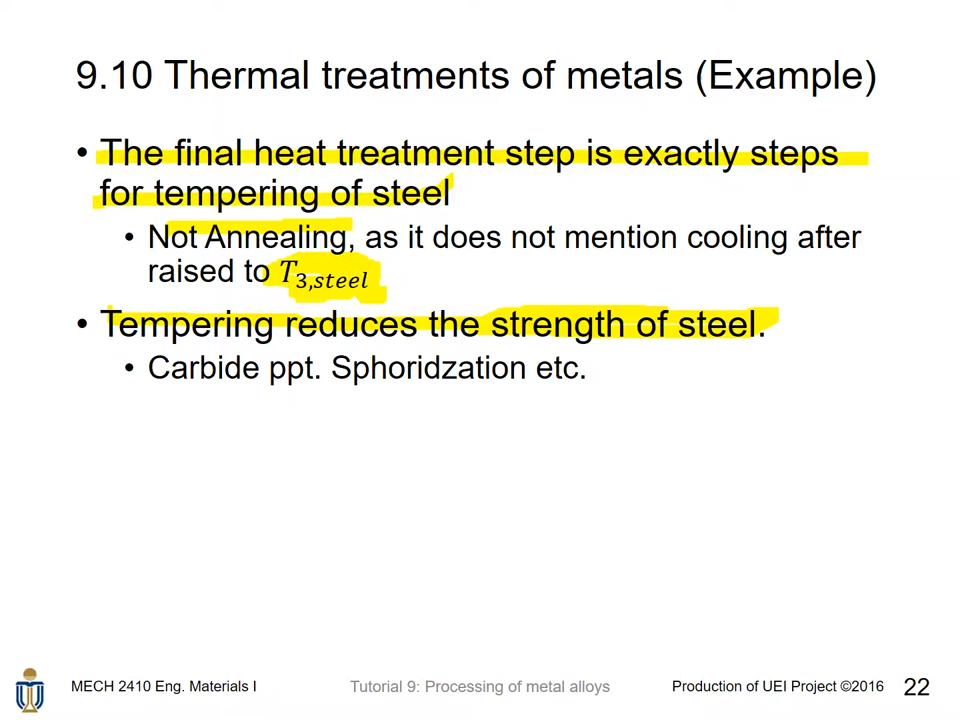 9.10 Thermal treatments of metals (Example)
• The final heat treatment step is exactly steps
for tempering of steel
• Not Annealing, as it does not mention cooling after
raised to T3,steel
• Tempering reduces the strength of steel.
• Carbide ppt. Sphoridzation etc.
MECH 2410 Eng. Materials I
Tutorial 9: Processing of metal alloys
Production of UEI Project ©2016
22